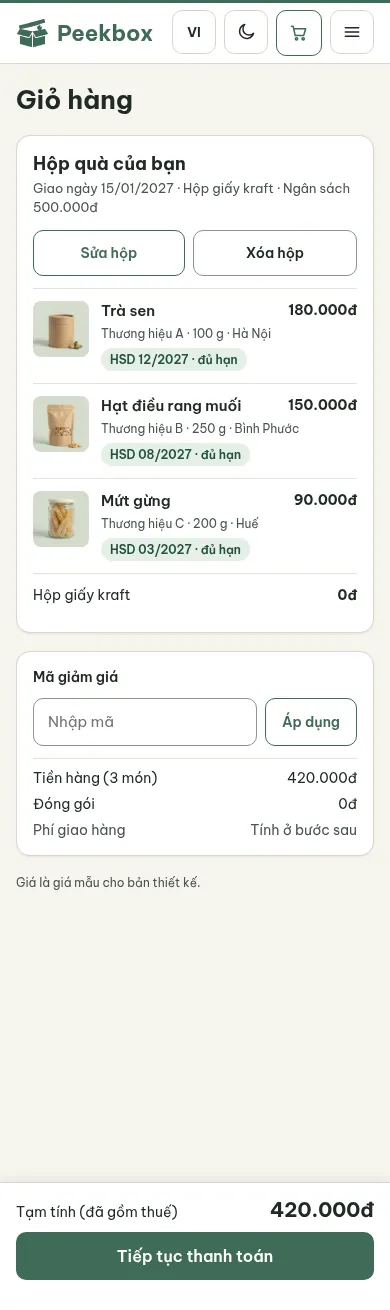 Peekbox
VI
Giỏ hàng
Hộp quà của bạn
Giao ngày 15/01/2027 · Hộp giấy kraft · Ngân sách
500.000đ
Sửa hộp
Xóa hộp
Trà sen
180.000đ
Thương hiệu A · 100 g · Hà Nội
HSD 12/2027 · đủ hạn
Hạt điều rang muối
150.000đ
Thương hiệu B · 250 g · Bình Phước
HSD 08/2027 · đủ hạn
Mứt gừng
90.000đ
Thương hiệu C · 200 g · Huế
HSD 03/2027 · đủ hạn
Hộp giấy kraft
0đ
Mã giảm giá
Nhập mã
Áp dụng
Tiền hàng (3 món)
420.000đ
Đóng gói
0đ
Phí giao hàng
Tính ở bước sau
Giá là giá mẫu cho bản thiết kế.
Tạm tính (đã gồm thuế)
420.000đ
Tiếp tục thanh toán